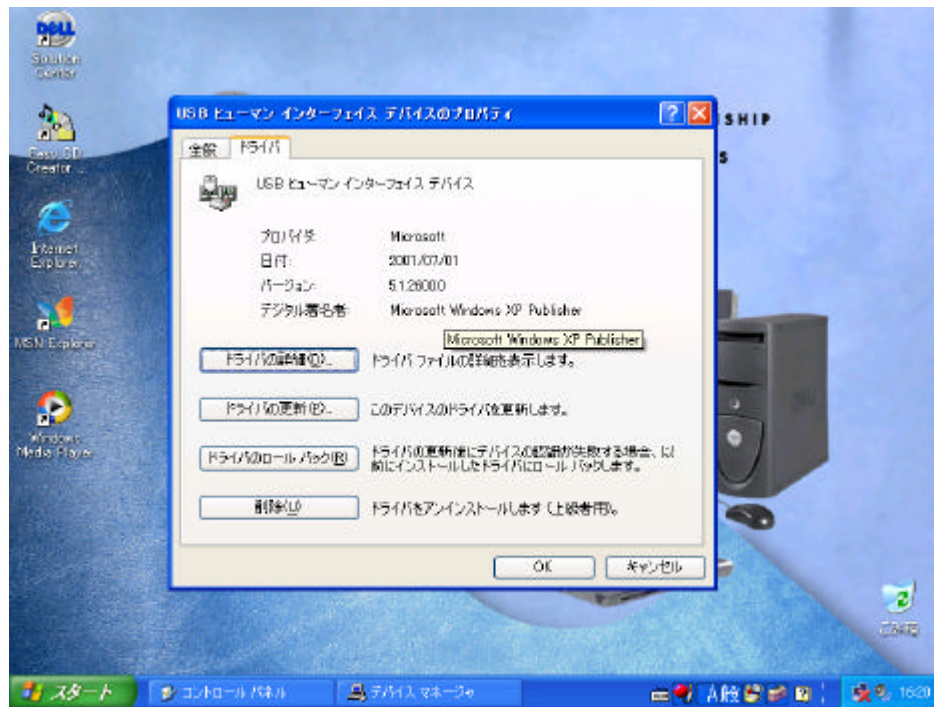 DELL
Solution
Center
Easy CD
Creator ...
Internet
Explorer
MSN Explorer
Windows
Media Player
USB ヒューマン インターフェイス デバイスのプロパティ
SHIP
S
全般
ドライバ
USB ヒューマン インターフェイス デバイス
プロバイダ:
Microsoft
日付:
2001/07/01
バージョン:
5.1.2600.0
デジタル署名者:
Microsoft Windows XP Publisher
Microsoft Windows XP Publisher
ドライバの詳細(D)...
ドライバ ファイルの詳細を表示します。
ドライバの更新(P)...
このデバイスのドライバを更新します。
ドライバのロール バック(R)
ドライバの更新後にデバイスの認識が失敗する場合、以
前にインストールしたドライバにロール バックします。
削除(U)
ドライバをアンインストールします (上級者用)。
OK
キャンセル
ごみ箱
スタート
コントロール パネル
デバイス マネージャ
A 般
16:20